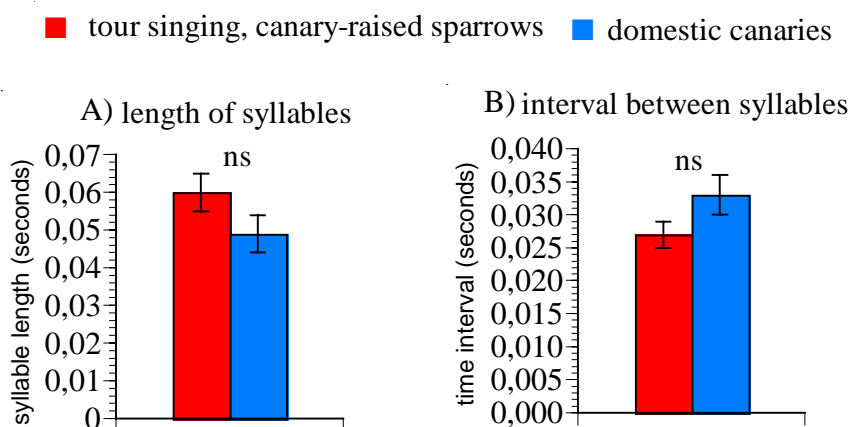 tour singing, canary-raised sparrows
domestic canaries
A) length of syllables
ns
syllable length (seconds)
0,07
0,06
0,05
0,04
0,03
0,02
0,01
0
B) interval between syllables
ns
time interval (seconds)
0,040
0,035
0,030
0,025
0,020
0,015
0,010
0,005
0,000